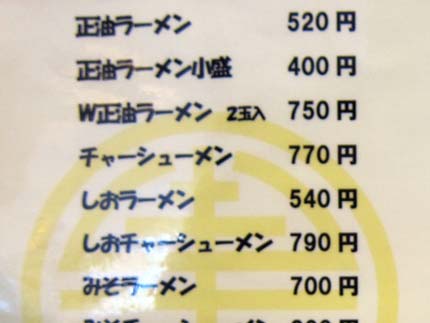 正油ラーメン 520円
正油ラーメン小盛 400円
W正油ラーメン 2玉入 750円
チャーシューメン 770円
しおラーメン 540円
しおチャーシューメン 790円
みそラーメン 700円